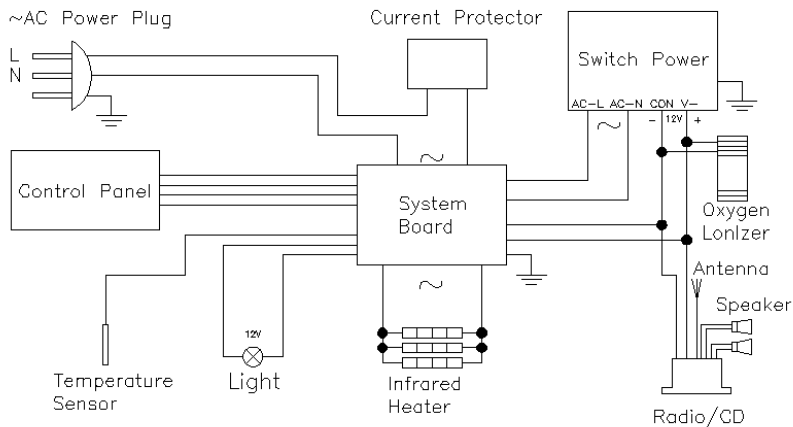 ~AC Power Plug
Current Protector
L
N
Switch Power
AC-L AC-N CON V-
~
- 12V +
Control Panel
~
System
Board
Oxygen
LonIzer
~
Antenna
Speaker
12V
Temperature
Sensor
Light
Infrared
Heater
Radio/CD